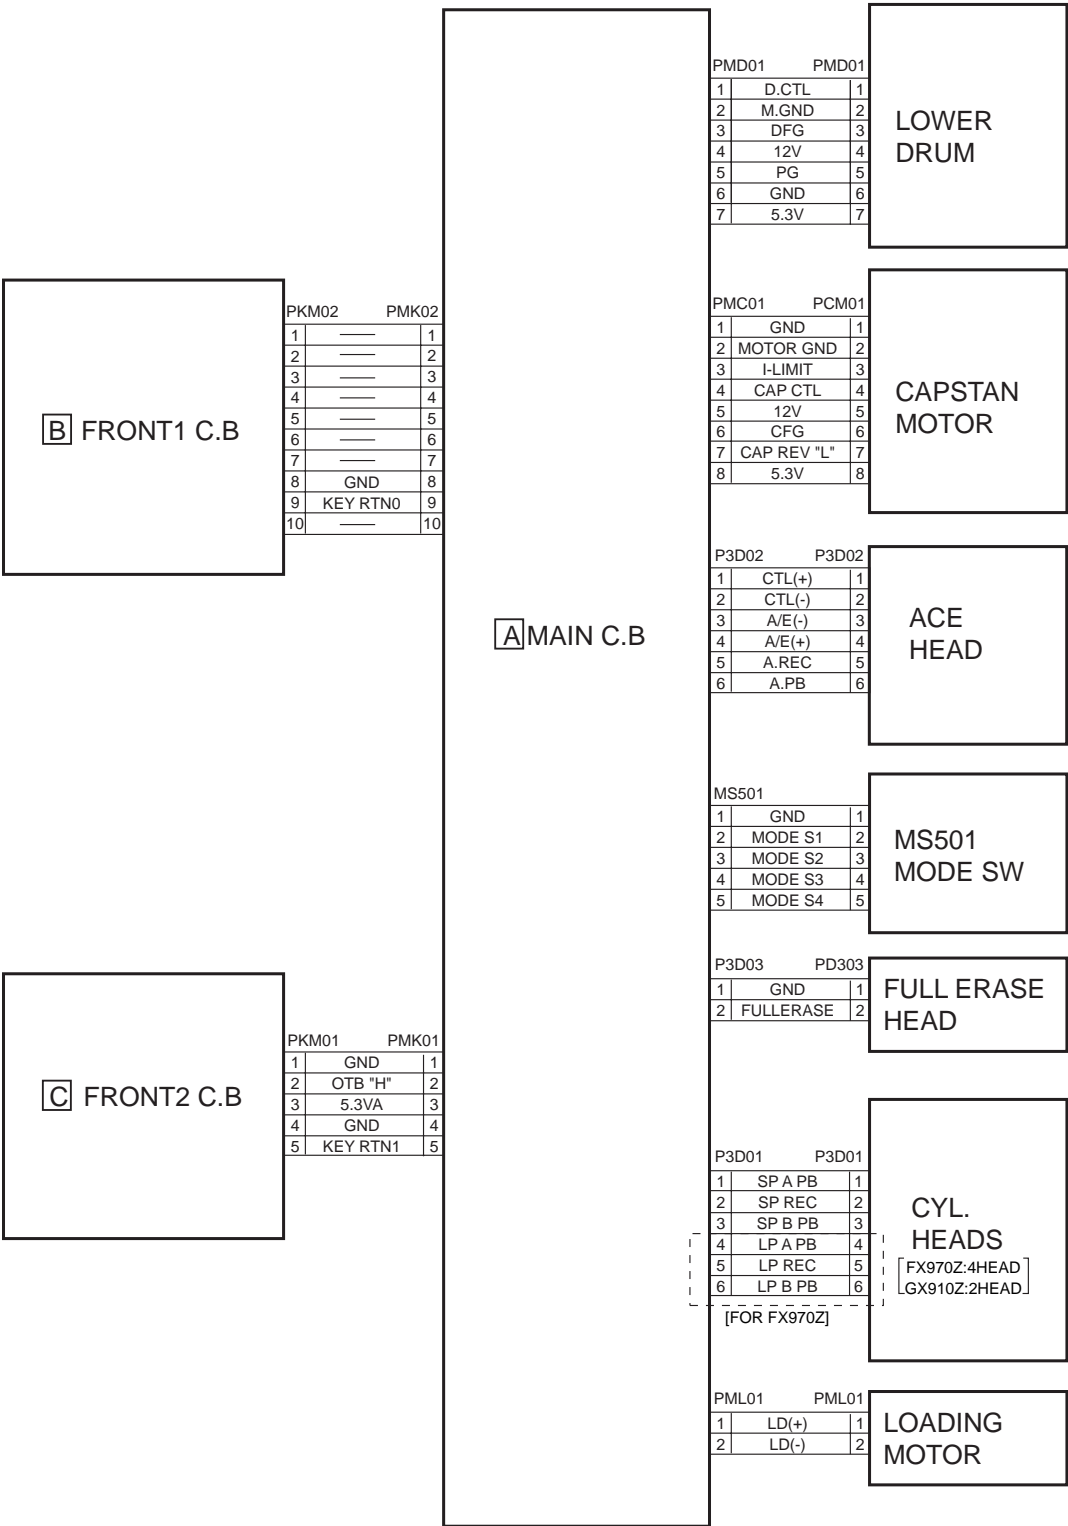 PMD01 PMD01
1 D.CTL 1
2 M.GND 2
3 DFG 3
4 12V 4
5 PG 5
6 GND 6
7 5.3V 7
LOWER
DRUM
PKM02 PMK02
1 —— 1
2 —— 2
3 —— 3
4 —— 4
5 —— 5
6 —— 6
7 —— 7
8 GND 8
9 KEY RTN0 9
10 —— 10
B FRONT1 C.B
PMC01 PCM01
1 GND 1
2 MOTOR GND 2
3 I-LIMIT 3
4 CAP CTL 4
5 12V 5
6 CFG 6
7 CAP REV "L" 7
8 5.3V 8
CAPSTAN
MOTOR
A MAIN C.B
P3D02 P3D02
1 CTL(+) 1
2 CTL(-) 2
3 A/E(-) 3
4 A/E(+) 4
5 A.REC 5
6 A.PB 6
ACE
HEAD
MS501
1 GND 1
2 MODE S1 2
3 MODE S2 3
4 MODE S3 4
5 MODE S4 5
MS501
MODE SW
P3D03 PD303
1 GND 1
2 FULLERASE 2
FULL ERASE
HEAD
PKM01 PMK01
1 GND 1
2 OTB "H" 2
3 5.3VA 3
4 GND 4
5 KEY RTN1 5
C FRONT2 C.B
P3D01 P3D01
1 SP A PB 1
2 SP REC 2
3 SP B PB 3
4 LP A PB 4
5 LP REC 5
6 LP B PB 6
[FOR FX970Z]
CYL.
HEADS
[FX970Z:4HEAD]
[GX910Z:2HEAD]
PML01 PML01
1 LD(+) 1
2 LD(-) 2
LOADING
MOTOR